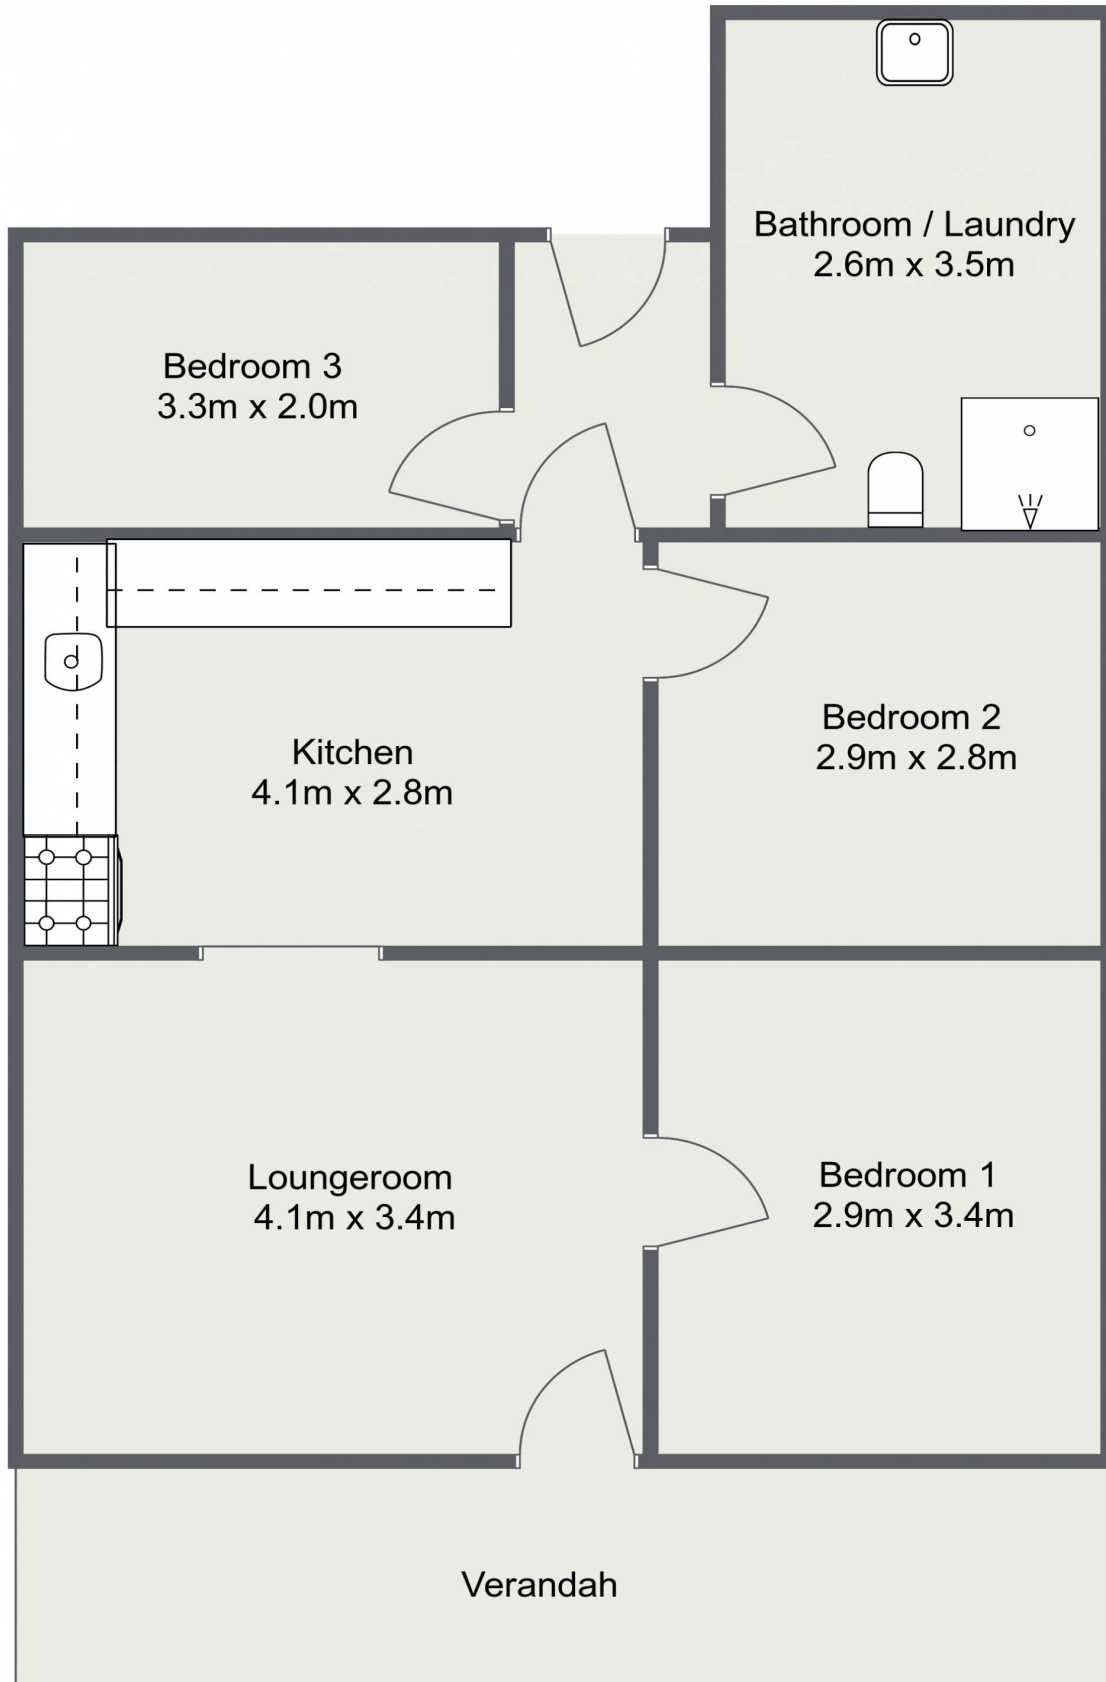 Bathroom / Laundry
2.6m x 3.5m
Bedroom 3
3.3m x 2.0m
Bedroom 2
2.9m x 2.8m
Kitchen
4.1m x 2.8m
Loungeroom
4.1m x 3.4m
Bedroom 1
2.9m x 3.4m
Verandah